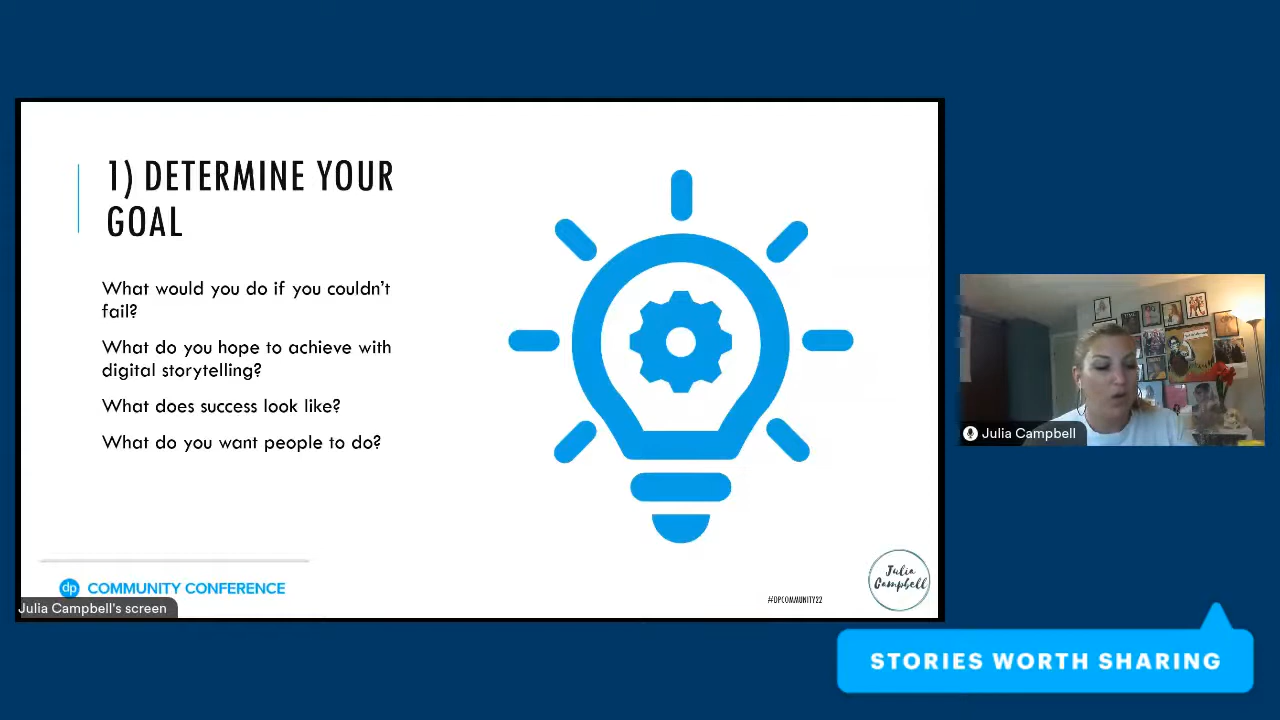 1) DETERMINE YOUR
GOAL
What would you do if you couldn't
fail?
What do you hope to achieve with
digital storytelling?
What does success look like?
What do you want people to do?
dp COMMUNITY CONFERENCE
#DPCOMMUNITY22
Julia
Campbell
Julia Campbell's screen
Julia Campbell
STORIES WORTH SHARING